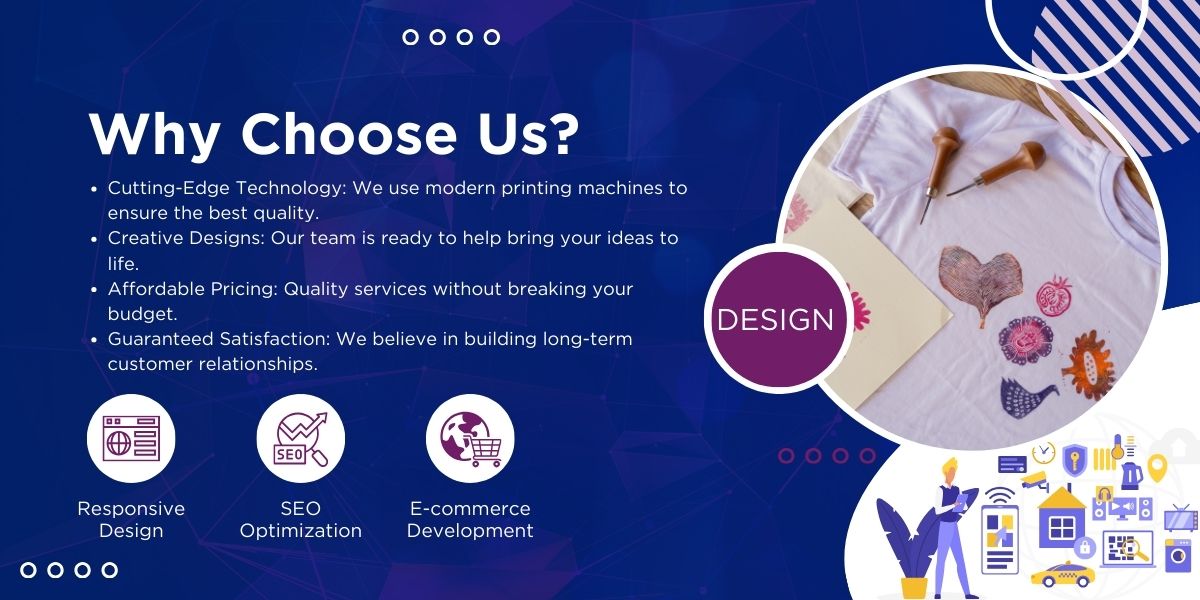 Why Choose Us?
• Cutting-Edge Technology: We use modern printing machines to
ensure the best quality.
• Creative Designs: Our team is ready to help bring your ideas to
life.
• Affordable Pricing: Quality services without breaking your
budget.
• Guaranteed Satisfaction: We believe in building long-term
customer relationships.
DESIGN
SEO
Responsive
Design
SEO
Optimization
E-commerce
Development